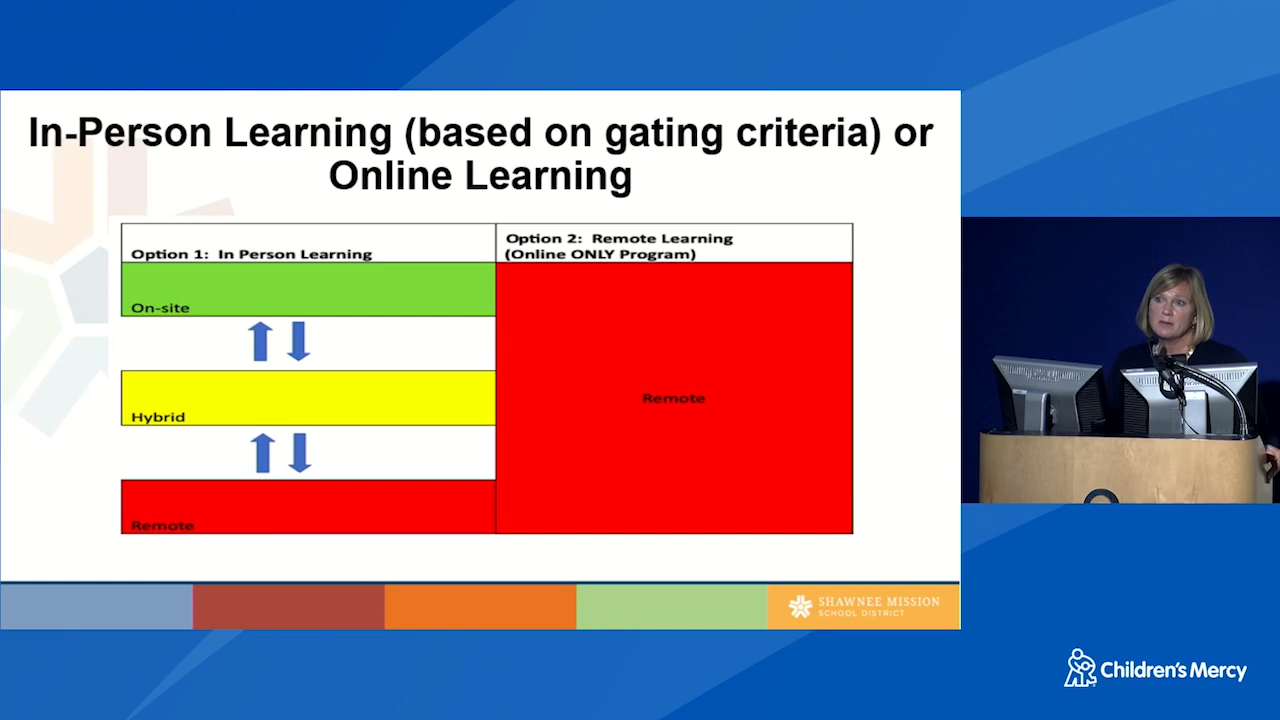 In-Person Learning (based on gating criteria) or
Online Learning
Option 1: In Person Learning
Option 2: Remote Learning
(Online ONLY Program)
On-site
Hybrid
Remote
Remote
SHAWNEE MISSION
SCHOOL DISTRICT
Children's Mercy